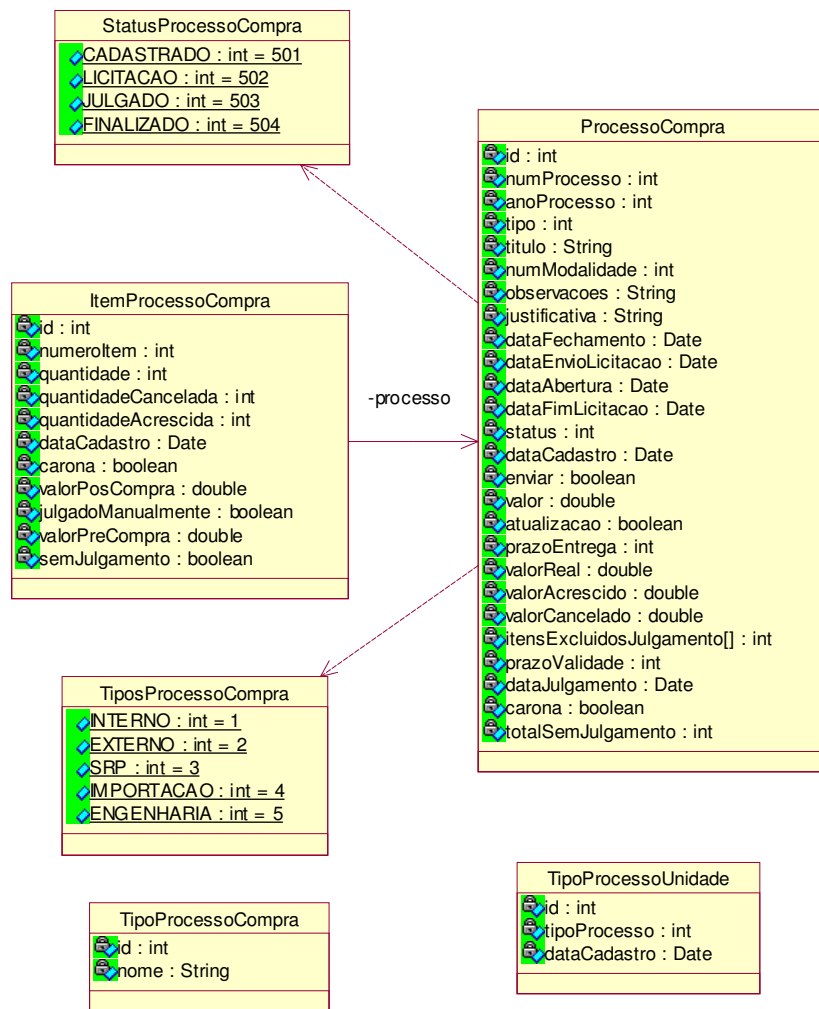 StatusProcessoCompra
CADASTRADO : int = 501
LICITACAO : int = 502
JULGADO : int = 503
FINALIZADO : int = 504
ProcessoCompra
id : int
numProcesso : int
anoProcesso : int
tipo : int
titulo : String
numModalidade : int
observacoes : String
justificativa : String
dataFechamento : Date
dataEnvioLicitacao : Date
dataAbertura : Date
dataFimLicitacao : Date
status : int
dataCadastro : Date
enviar : boolean
valor : double
atualizacao : boolean
prazoEntrega : int
valorReal : double
valorAcrescido : double
valorCancelado : double
itensExcluidosJulgamento[] : int
prazoValidade : int
dataJulgamento : Date
carona : boolean
totalSemJulgamento : int
ItemProcessoCompra
id : int
numeroItem : int
quantidade : int
quantidadeCancelada : int
quantidadeAcrescida : int
dataCadastro : Date
carona : boolean
valorPosCompra : double
julgadoManualmente : boolean
valorPreCompra : double
semJulgamento : boolean
-processo
TiposProcessoCompra
INTERNO : int = 1
EXTERNO : int = 2
SRP : int = 3
IMPORTACAO : int = 4
ENGENHARIA : int = 5
TipoProcessoUnidade
id : int
tipoProcesso : int
dataCadastro : Date
TipoProcessoCompra
id : int
nome : String